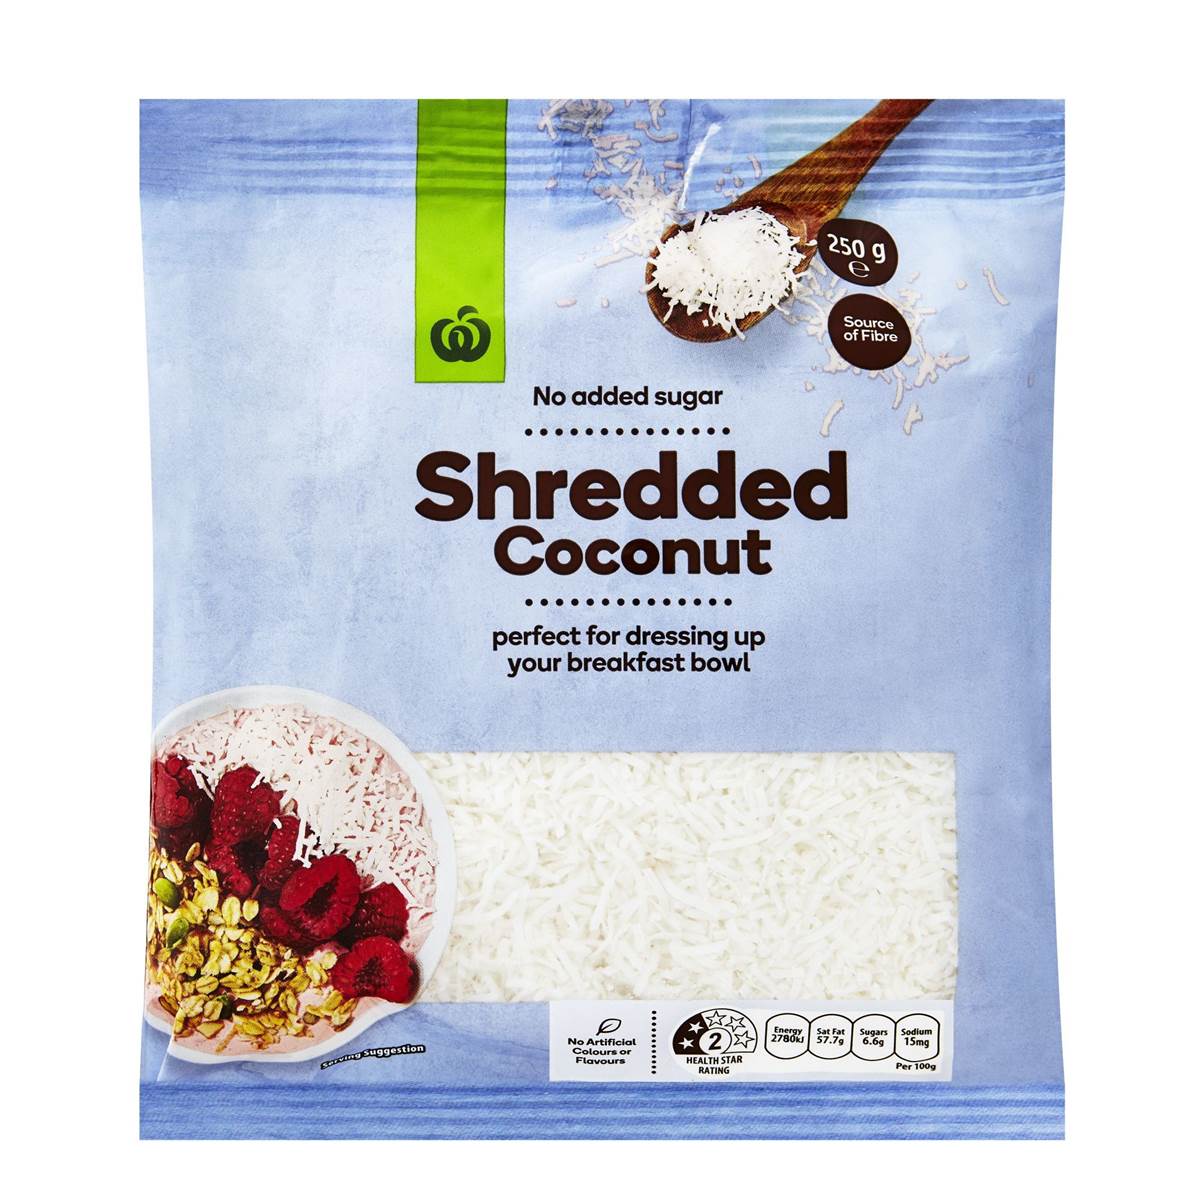 250 g
℮
Source
of Fibre
No added sugar
Shredded
Coconut
perfect for dressing up
your breakfast bowl
Serving Suggestion
No Artificial
Colours or
Flavours
2
HEALTH STAR
RATING
Energy
2780kJ
Sat Fat
57.7g
Sugars
6.6g
Sodium
15mg
Per 100g